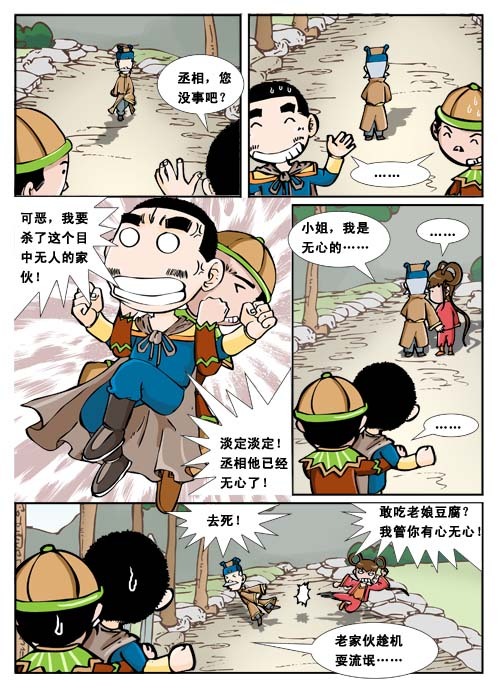 丞相，您
没事吧？
……
可恶，我要
杀了这个目
中无人的家
伙！
淡定淡定！
丞相他已经
无心了！
小姐，我是
无心的……
……
……
去死！
敢吃老娘豆腐？
我管你有心无心！
老家伙趁机
耍流氓……